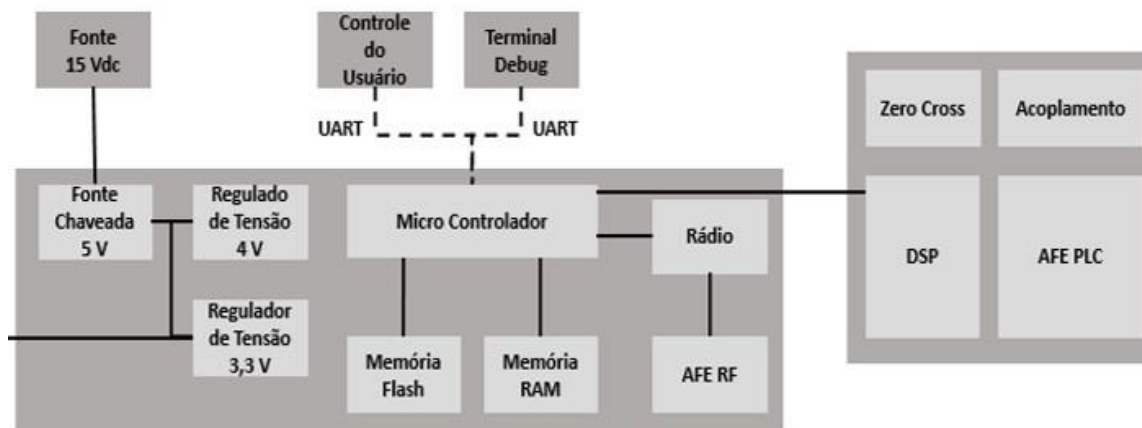 Fonte
15 Vdc
Controle
do
Usuário
Terminal
Debug
UART
UART
Zero Cross
Acoplamento
DSP
AFE PLC
Fonte
Chaveada
5 V
Regulado
de Tensão
4 V
Regulador
de Tensão
3,3 V
Micro Controlador
Rádio
Memória
Flash
Memória
RAM
AFE RF